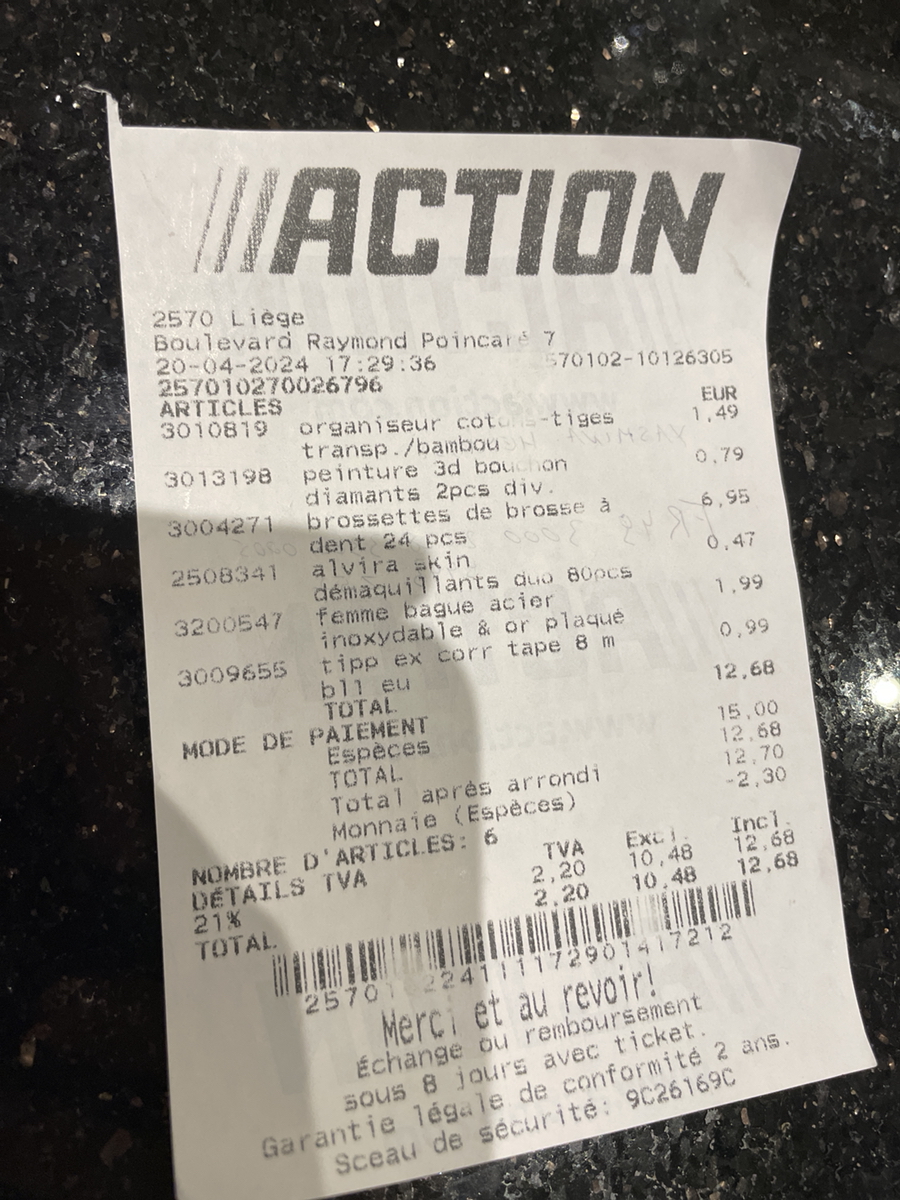 ACTION
2570 Liège
Boulevard Raymond Poincaré 7
20-04-2024 17:29:36 570102-10126305
257010270026796
ARTICLES EUR
3010819 organiseur cotons-tiges 1,49
transp./bambou
3013198 peinture 3d bouchon 0,79
diamants 2pcs div.
3004271 brossettes de brosse à 6,95
dent 24 pcs
2508341 alvira skin 0,47
démaquillants duo 80pcs
3200547 femme bague acier 1,99
inoxydable & or plaqué
3009655 tipp ex corr tape 8 m 0,99
bl1 eu
TOTAL 12,68
MODE DE PAIEMENT
Espèces 15,00
TOTAL 12,68
Total après arrondi 12,70
Monnaie (Espèces) -2,30
NOMBRE D'ARTICLES: 6
DÉTAILS TVA TVA Excl. Incl.
21% 2,20 10,48 12,68
TOTAL 2,20 10,48 12,68
Merci et au revoir!
Échange ou remboursement
sous 8 jours avec ticket.
Garantie légale de conformité 2 ans.
Sceau de sécurité: 9C26169C